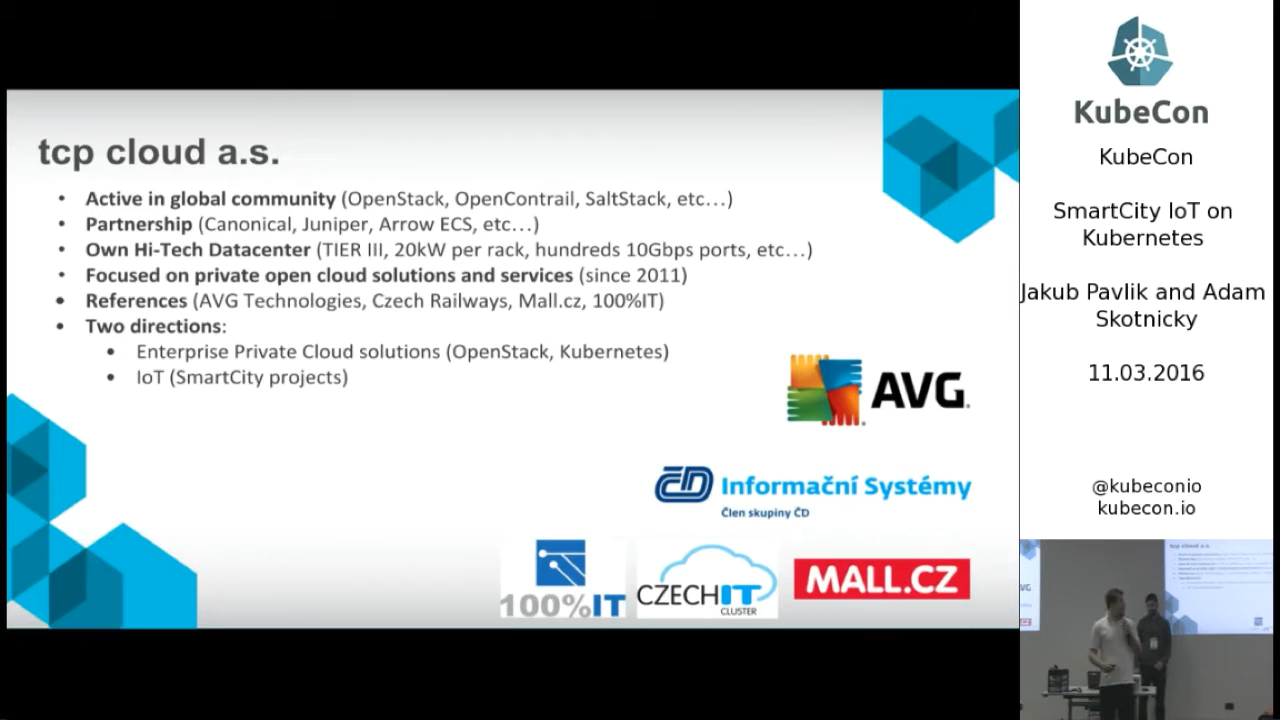 tcp cloud a.s.
• Active in global community (OpenStack, OpenContrail, SaltStack, etc…)
• Partnership (Canonical, Juniper, Arrow ECS, etc…)
• Own Hi-Tech Datacenter (TIER III, 20kW per rack, hundreds 10Gbps ports, etc…)
• Focused on private open cloud solutions and services (since 2011)
• References (AVG Technologies, Czech Railways, Mall.cz, 100%IT)
• Two directions:
• Enterprise Private Cloud solutions (OpenStack, Kubernetes)
• IoT (SmartCity projects)
AVG
ČD Informační Systémy
Člen skupiny ČD
100%IT
CZECHIT
CLUSTER
MALL.CZ
KubeCon
KubeCon
SmartCity IoT on
Kubernetes
Jakub Pavlik and Adam
Skotnicky
11.03.2016
@kubeconio
kubecon.io
tcp cloud a.s.